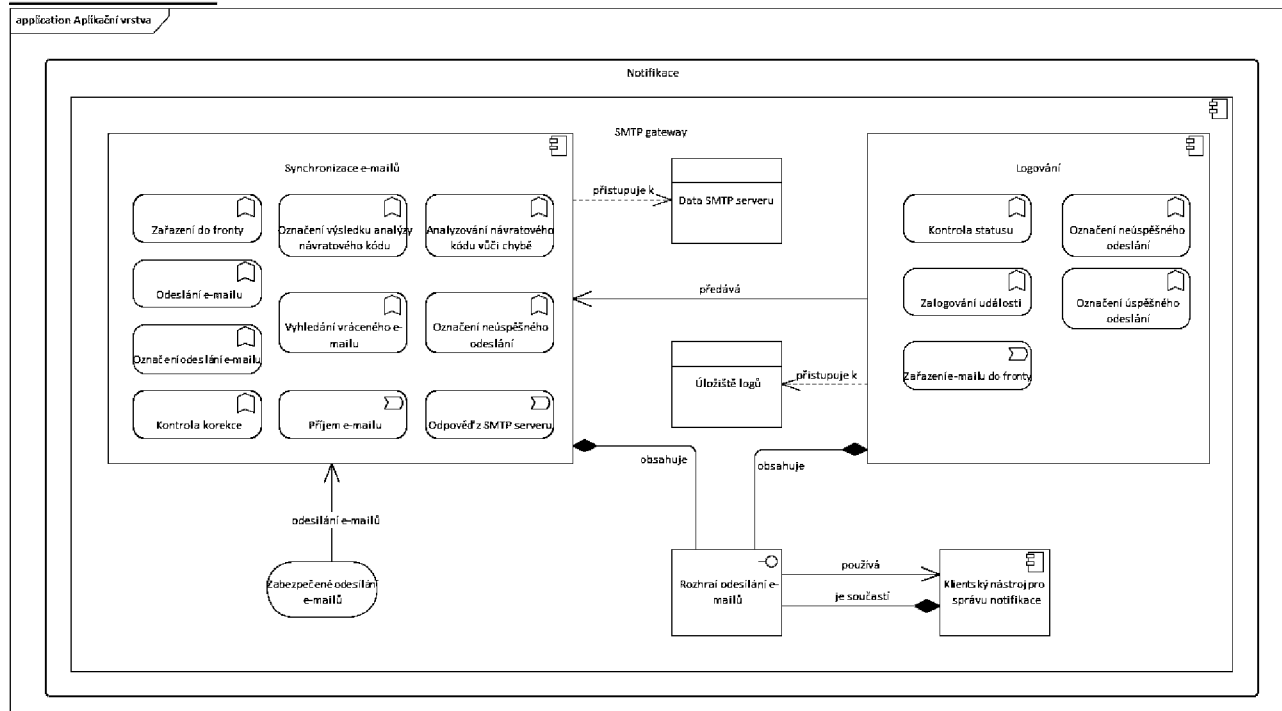 application Aplikační vrstva
Notifikace
SMTP gateway
Synchronizace e-mailů
Zařazení do fronty
Označení výsledku analýzy
návratového kódu
Analyzování návratového
kódu vůči chybě
Odeslání e-mailu
Vyhledání vráceného e-
mailu
Označení neúspěšného
odeslání
Označení odeslání e-mailu
Kontrola korekce
Příjem e-mailu
Odpověď z SMTP serveru
přistupuje k
Data SMTP serveru
předává
Úložiště logů
přistupuje k
Logování
Kontrola statusu
Označení neúspěšného
odeslání
Zalogování události
Označení úspěšného
odeslání
Zařazení e-mailu do fronty
obsahuje
obsahuje
odesílání e-mailů
Zabezpečené odesílání
e-mailů
Rozhraí odesílání e-
mailů
používá
je součastí
Klientský nástroj pro
správu notifikace